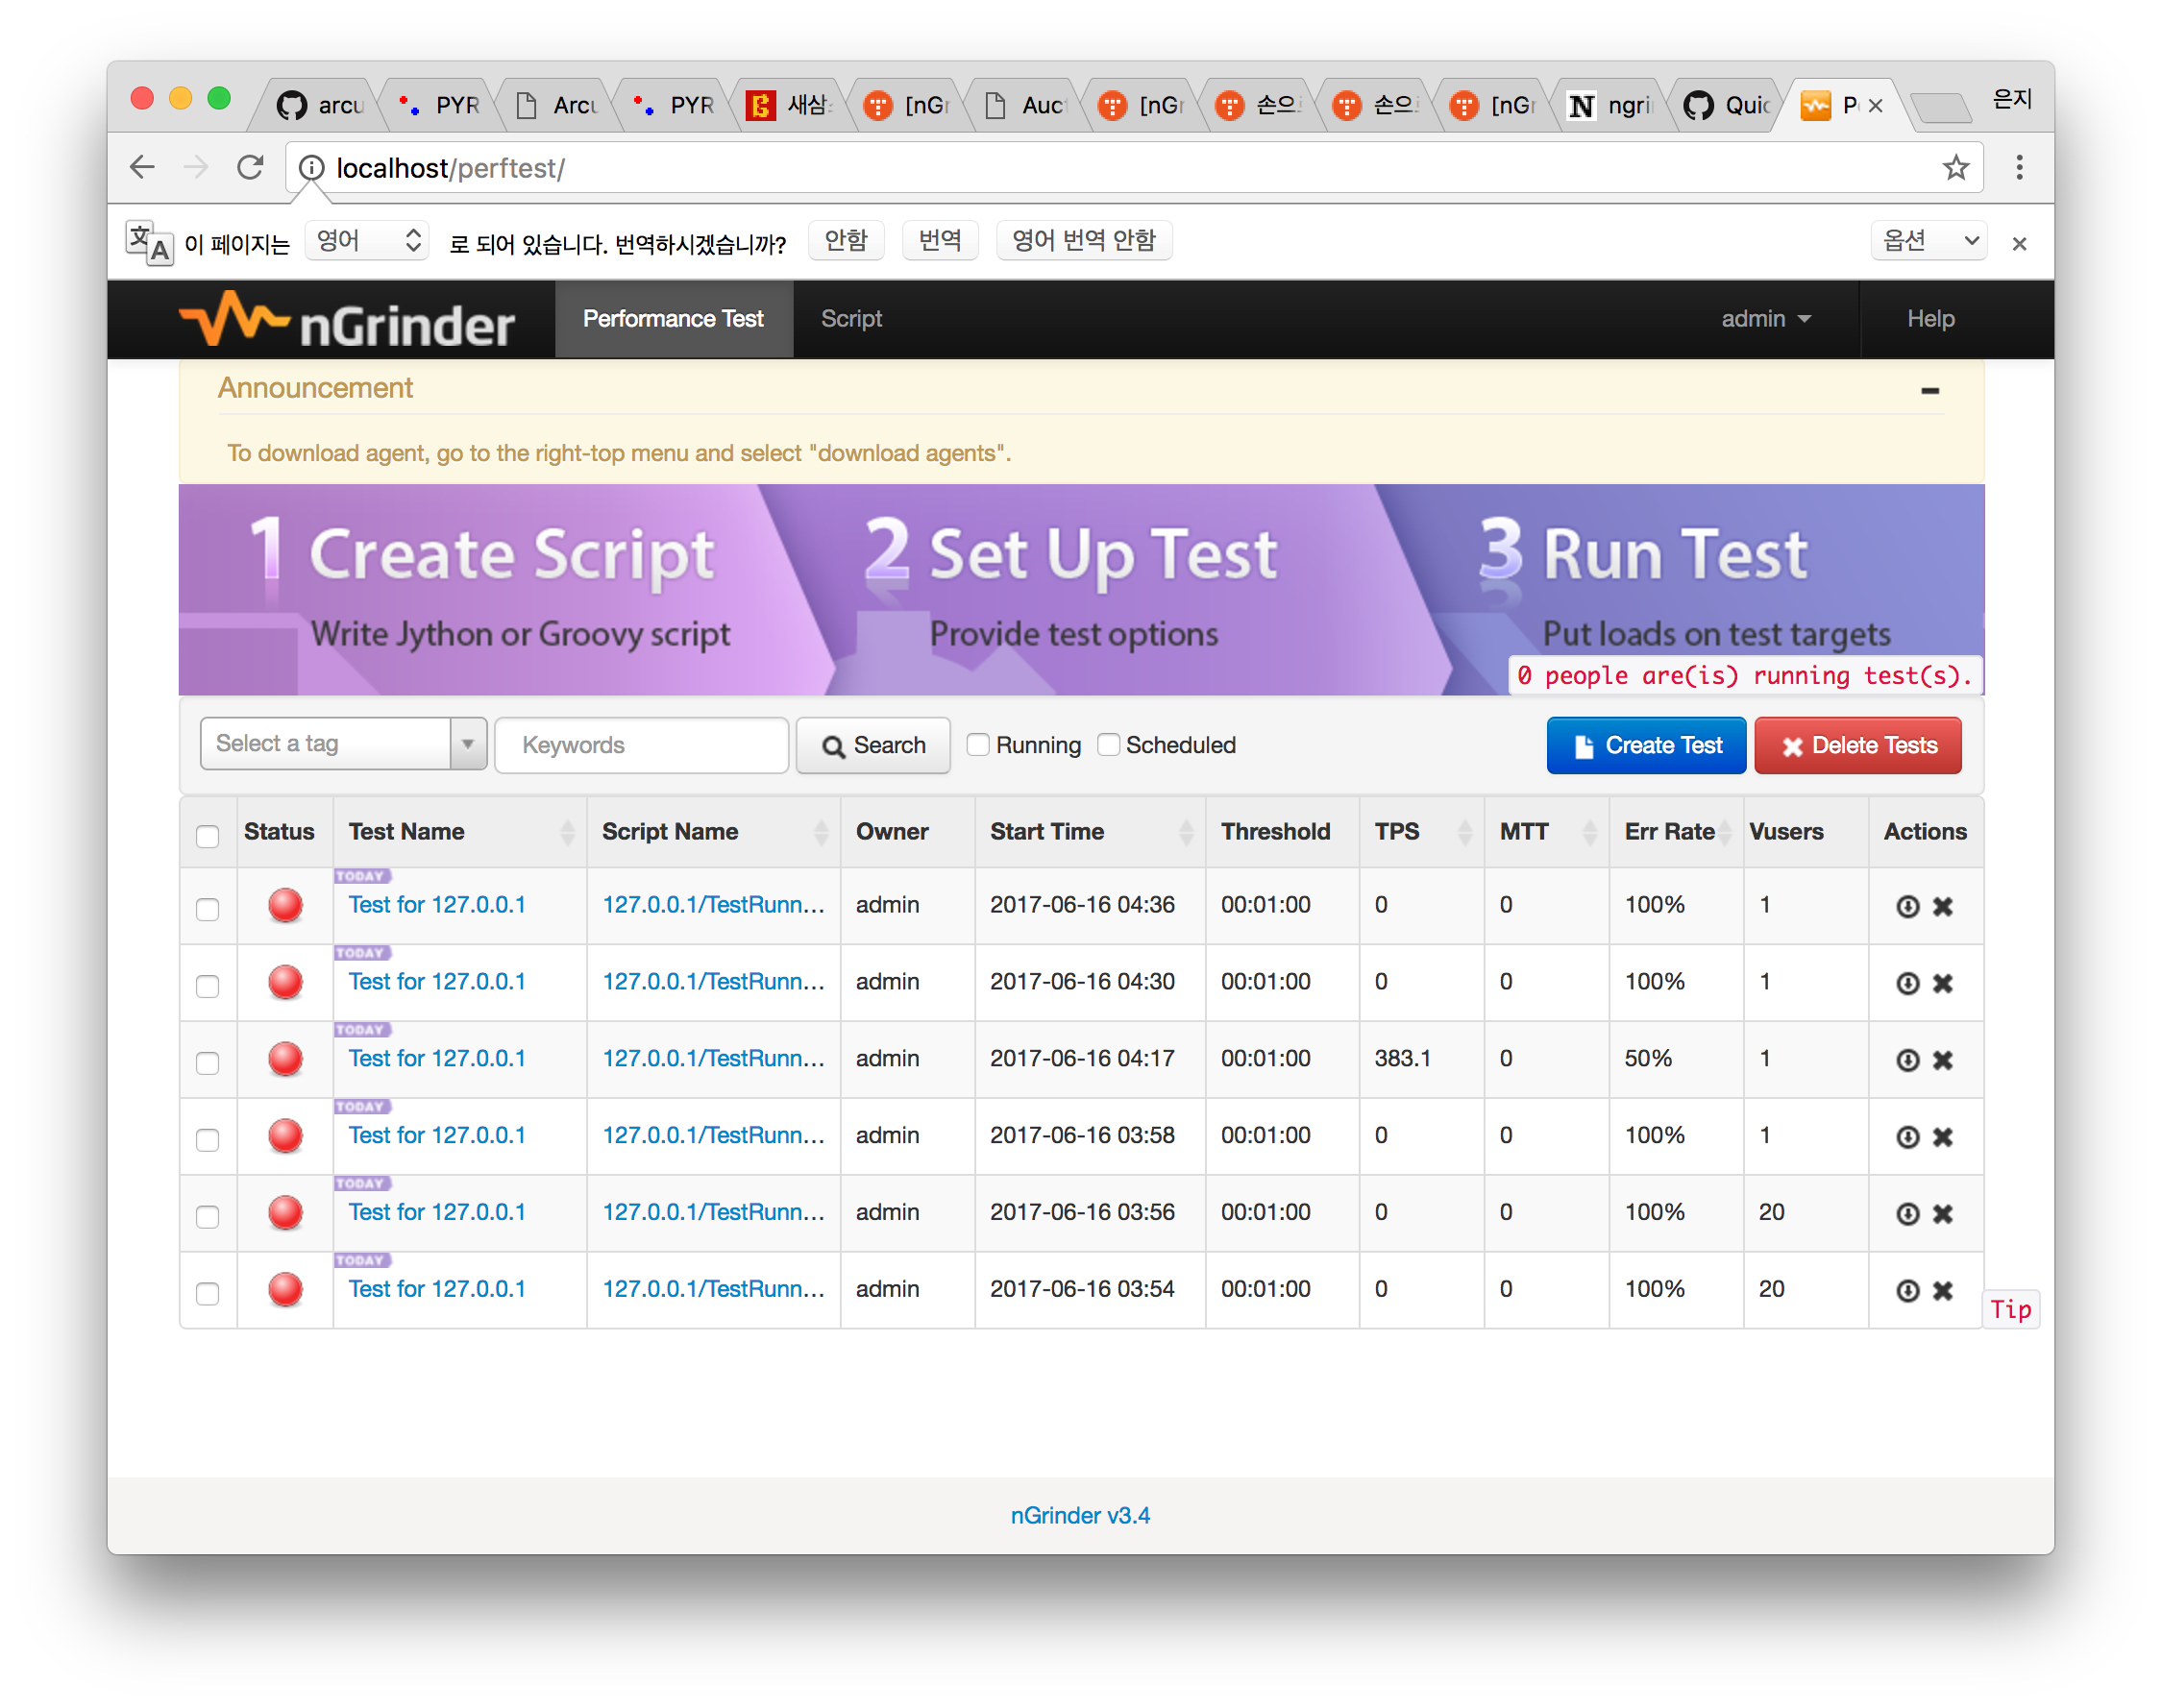 arcu PYR Arcu PYR 새삼 [nGr Auc [nGr 손으 손으 [nGr ngri Quic P 은지
localhost/perftest/
이 페이지는 영어 로 되어 있습니다. 번역하시겠습니까? 안함 번역 영어 번역 안함 옵션
nGrinder Performance Test Script admin Help
Announcement
To download agent, go to the right-top menu and select "download agents".
1 Create Script 2 Set Up Test 3 Run Test
Write Jython or Groovy script Provide test options Put loads on test targets
0 people are(is) running test(s).
Select a tag Keywords Search Running Scheduled Create Test Delete Tests
Status Test Name Script Name Owner Start Time Threshold TPS MTT Err Rate Vusers Actions
TODAY
Test for 127.0.0.1 127.0.0.1/TestRunn... admin 2017-06-16 04:36 00:01:00 0 0 100% 1
TODAY
Test for 127.0.0.1 127.0.0.1/TestRunn... admin 2017-06-16 04:30 00:01:00 0 0 100% 1
TODAY
Test for 127.0.0.1 127.0.0.1/TestRunn... admin 2017-06-16 04:17 00:01:00 383.1 0 50% 1
TODAY
Test for 127.0.0.1 127.0.0.1/TestRunn... admin 2017-06-16 03:58 00:01:00 0 0 100% 1
TODAY
Test for 127.0.0.1 127.0.0.1/TestRunn... admin 2017-06-16 03:56 00:01:00 0 0 100% 20
TODAY
Test for 127.0.0.1 127.0.0.1/TestRunn... admin 2017-06-16 03:54 00:01:00 0 0 100% 20
Tip
nGrinder v3.4